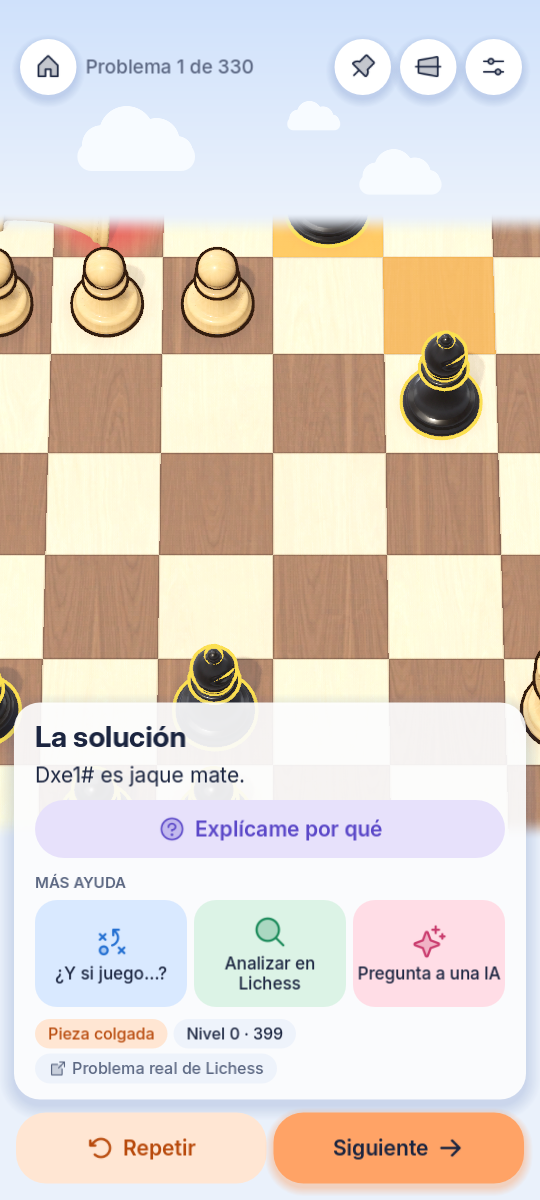 Problema 1 de 330
La solución
Dxe1# es jaque mate.
Explícame por qué
MÁS AYUDA
¿Y si juego...?
Analizar en
Lichess
Pregunta a una IA
Pieza colgada
Nivel 0 · 399
Problema real de Lichess
Repetir
Siguiente